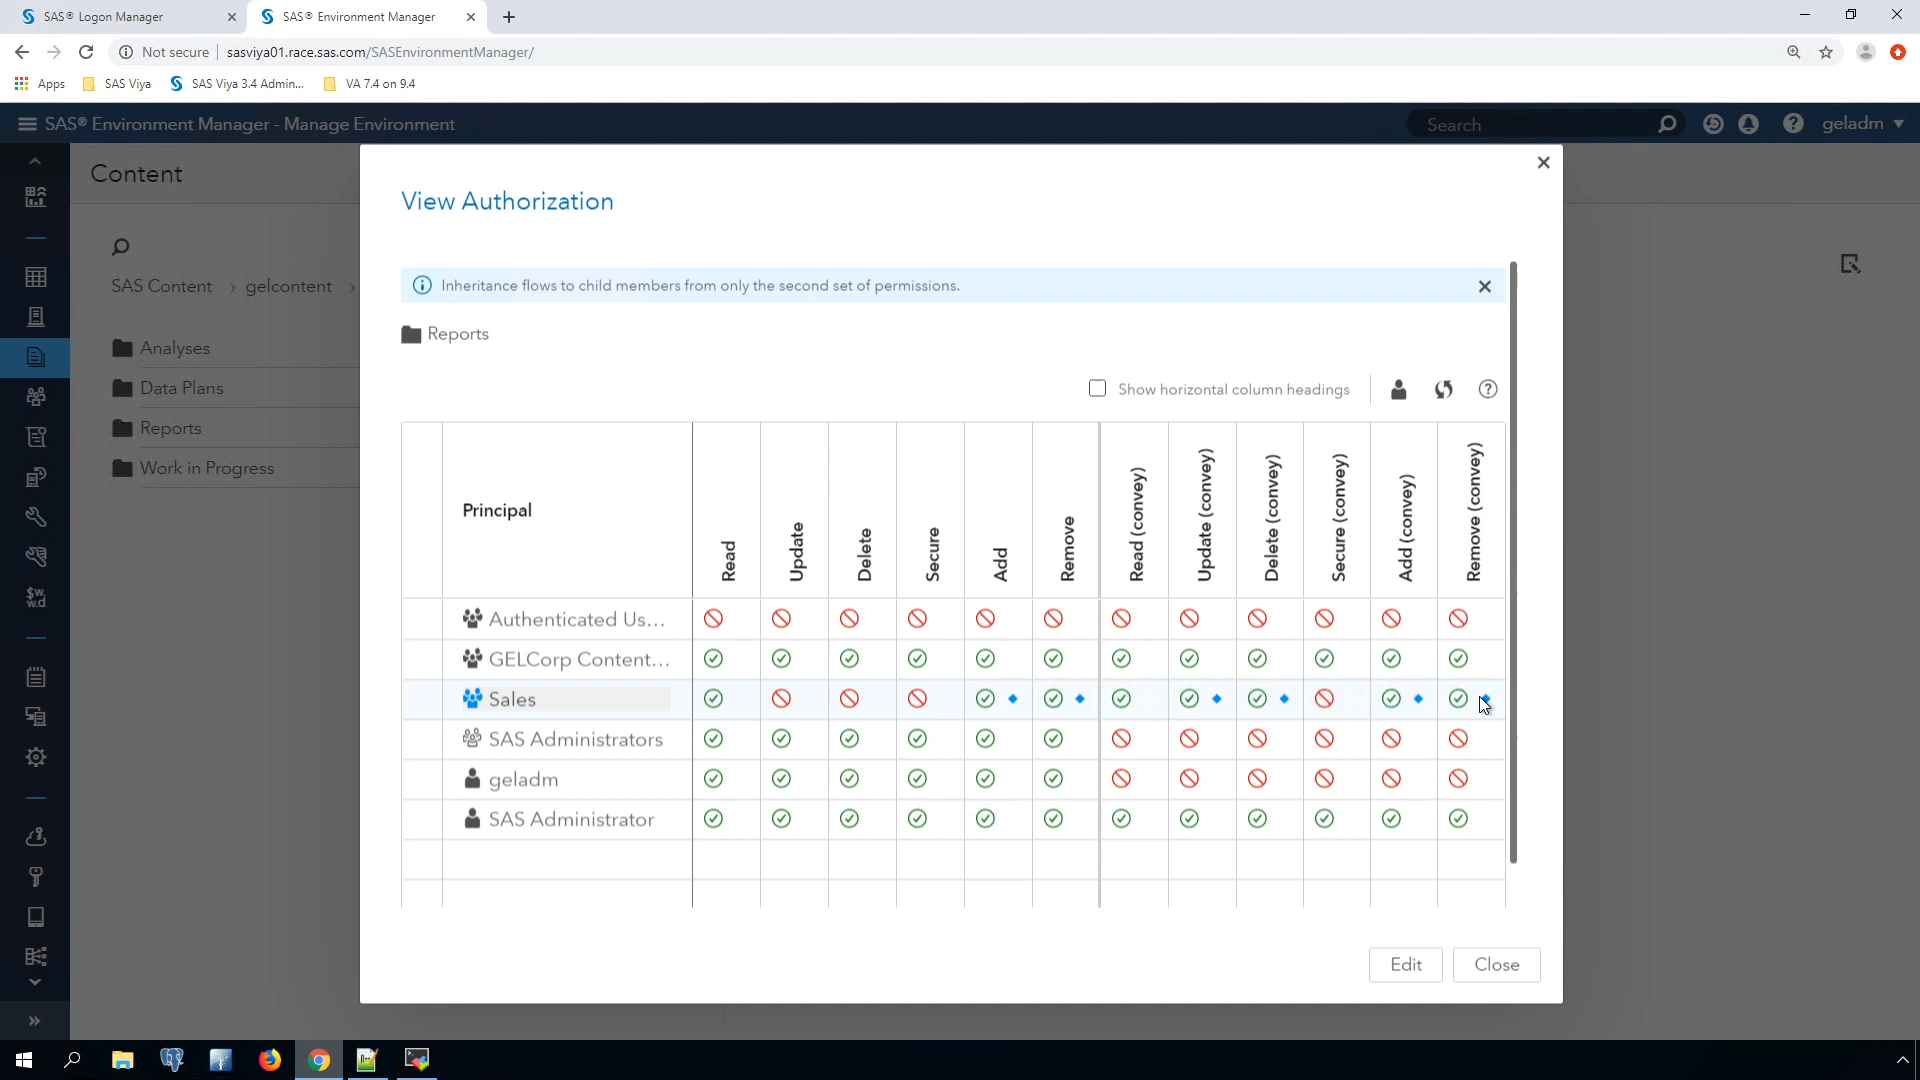 SAS® Logon Manager
SAS® Environment Manager
Not secure
sasviya01.race.sas.com/SASEnvironmentManager/
Apps
SAS Viya
SAS Viya 3.4 Admin...
VA 7.4 on 9.4
SAS® Environment Manager - Manage Environment
Search
geladm
Content
SAS Content > gelcontent >
Analyses
Data Plans
Reports
Work in Progress
View Authorization
Inheritance flows to child members from only the second set of permissions.
Reports
Show horizontal column headings
Principal
Read
Update
Delete
Secure
Add
Remove
Read (convey)
Update (convey)
Delete (convey)
Secure (convey)
Add (convey)
Remove (convey)
Authenticated Us...
GELCorp Content...
Sales
SAS Administrators
geladm
SAS Administrator
Edit
Close
$w.
w.d